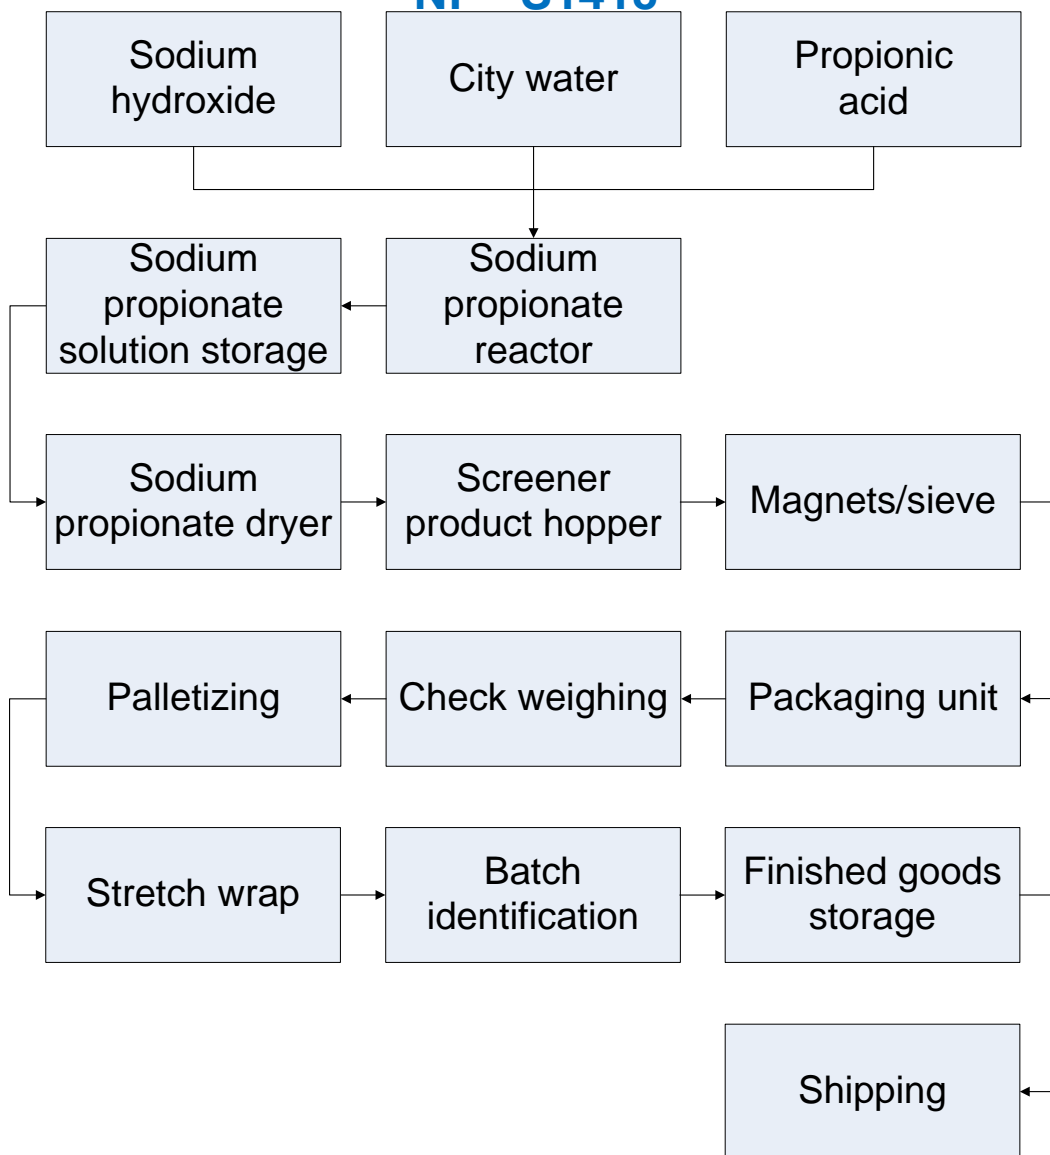 Sodium
hydroxide
City water
Propionic
acid
Sodium
propionate
solution storage
Sodium
propionate
reactor
Sodium
propionate dryer
Screener
product hopper
Magnets/sieve
Palletizing
Check weighing
Packaging unit
Stretch wrap
Batch
identification
Finished goods
storage
Shipping